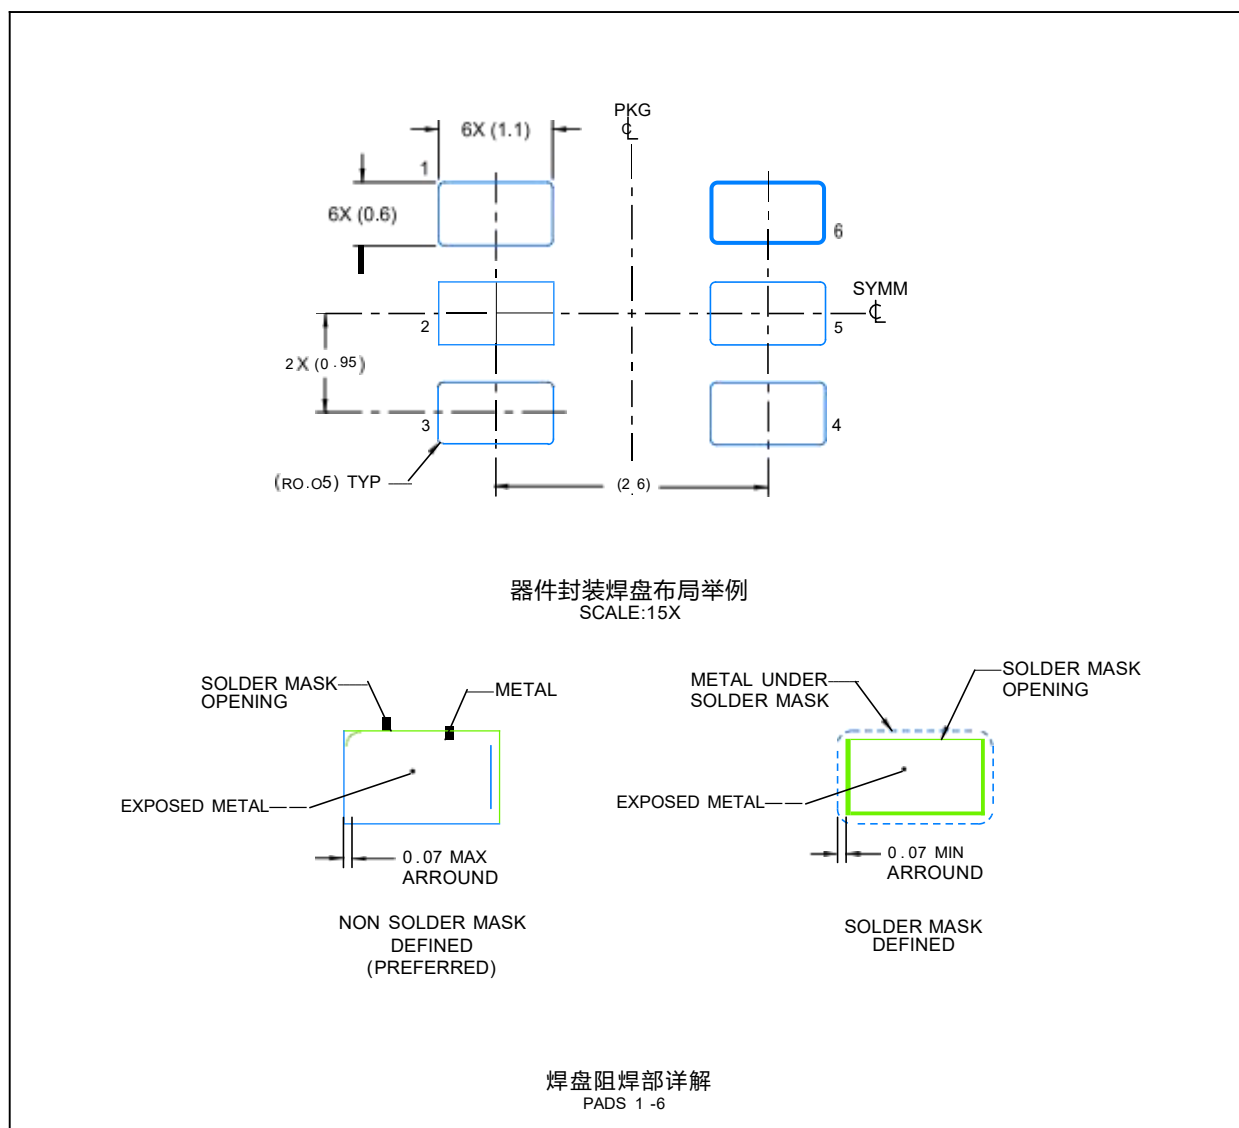 PKG
℄
6X (1.1)
1
6X (0.6)
6
SYMM
℄
2
5
2X (0.95)
3
4
(RO.O5) TYP
(2 6)
器件封装焊盘布局举例
SCALE:15X
SOLDER MASK
OPENING
METAL
EXPOSED METAL
0.07 MAX
ARROUND
NON SOLDER MASK
DEFINED
(PREFERRED)
METAL UNDER
SOLDER MASK
SOLDER MASK
OPENING
EXPOSED METAL
0.07 MIN
ARROUND
SOLDER MASK
DEFINED
焊盘阻焊部详解
PADS 1 -6